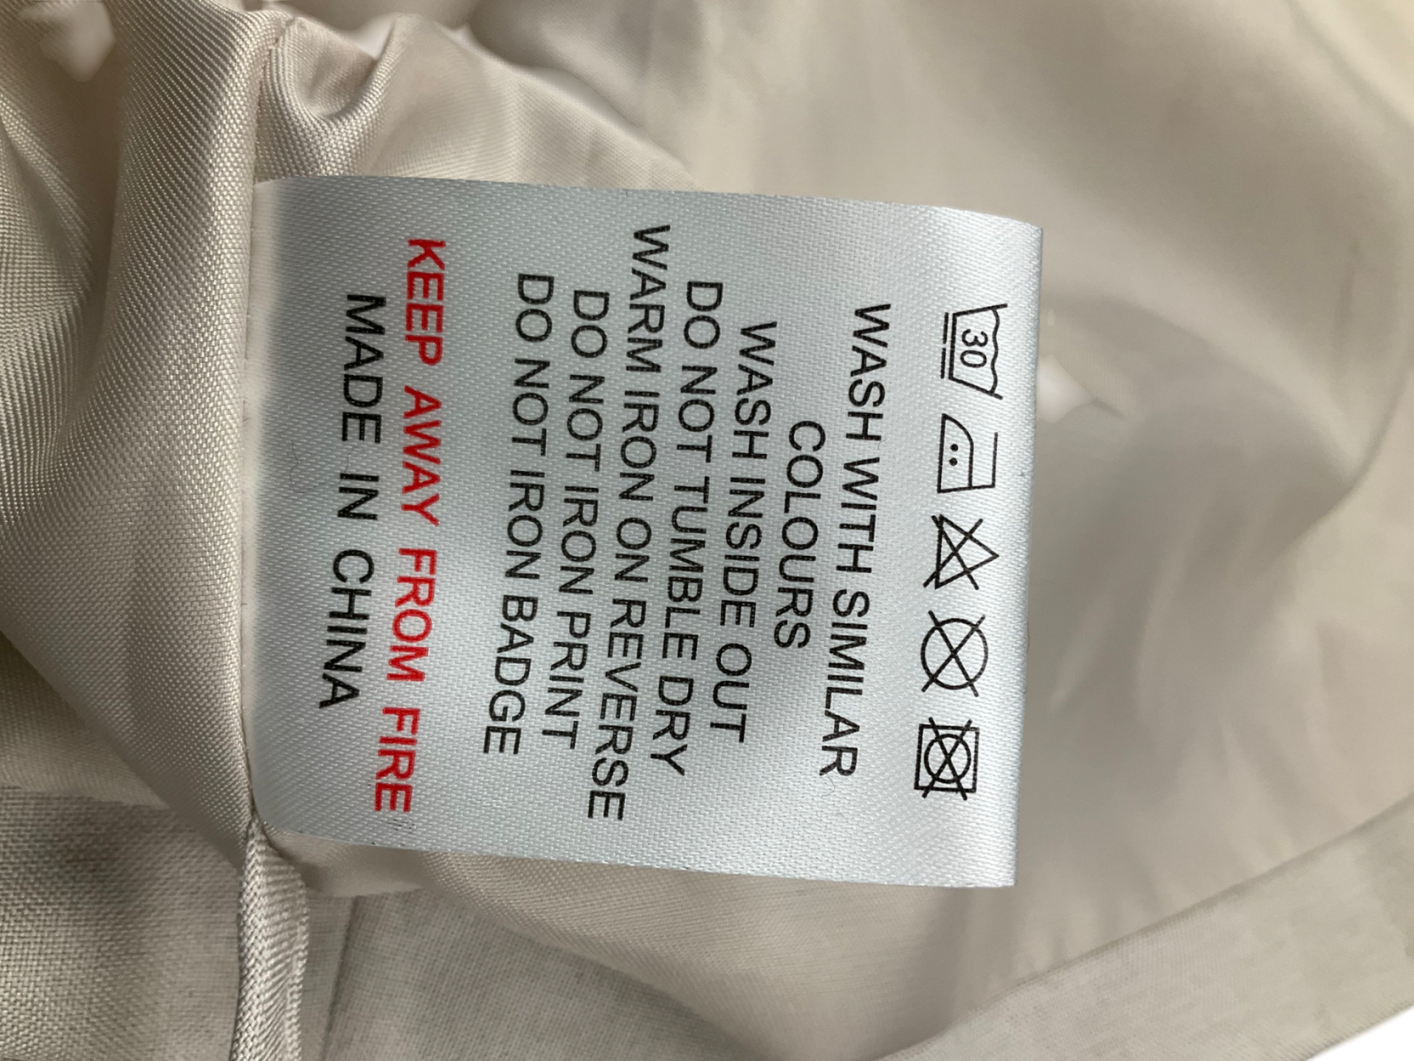 30
WASH WITH SIMILAR
COLOURS
WASH INSIDE OUT
DO NOT TUMBLE DRY
WARM IRON ON REVERSE
DO NOT IRON PRINT
DO NOT IRON BADGE
KEEP AWAY FROM FIRE
MADE IN CHINA